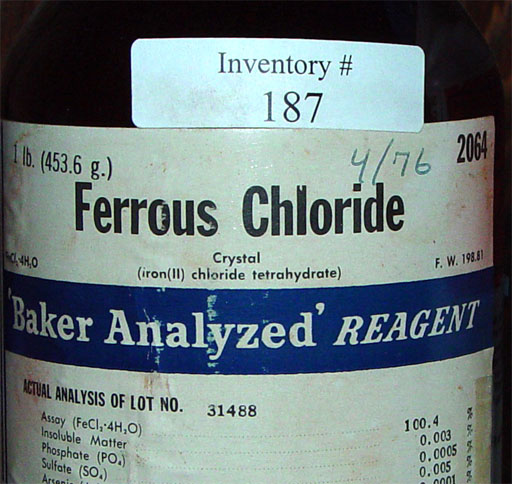 Inventory #
187
1 lb. (453.6 g.)
4/76
2064
Ferrous Chloride
Crystal
FeCl₂·4H₂O
(iron(II) chloride tetrahydrate)
F. W. 198.81
'Baker Analyzed' REAGENT
ACTUAL ANALYSIS OF LOT NO. 31488
Assay (FeCl₂·4H₂O) 100.4 %
Insoluble Matter 0.003 %
Phosphate (PO₄) 0.0005 %
Sulfate (SO₄) 0.005 %